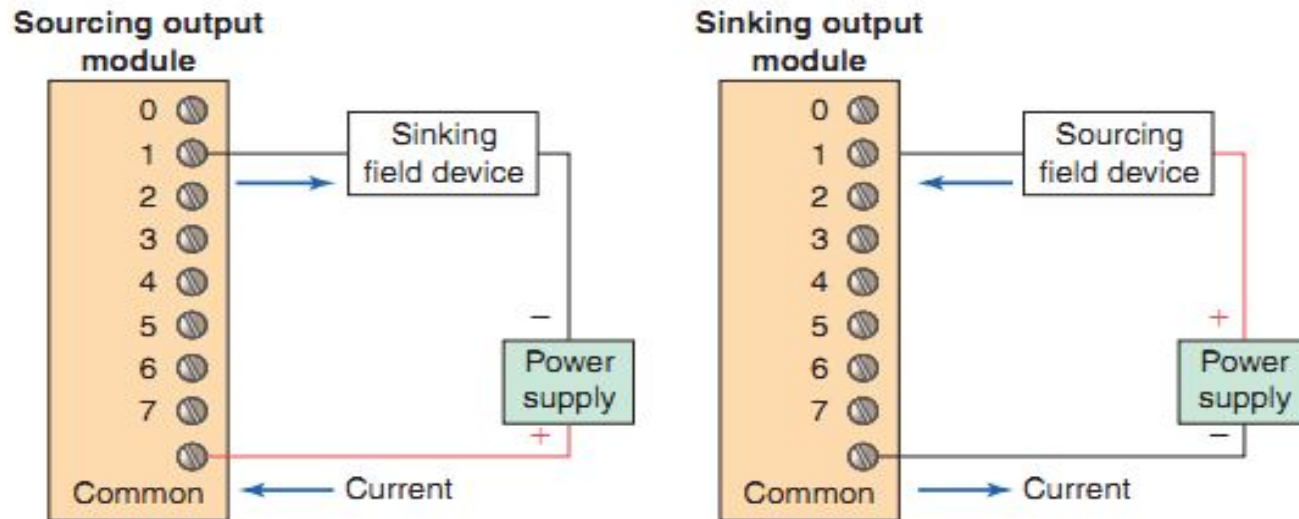 Sourcing output
module
0
1
2
3
4
5
6
7
Common
Sinking
field device
−
Power
supply
+
Current
Sinking output
module
0
1
2
3
4
5
6
7
Common
Sourcing
field device
+
Power
supply
−
Current